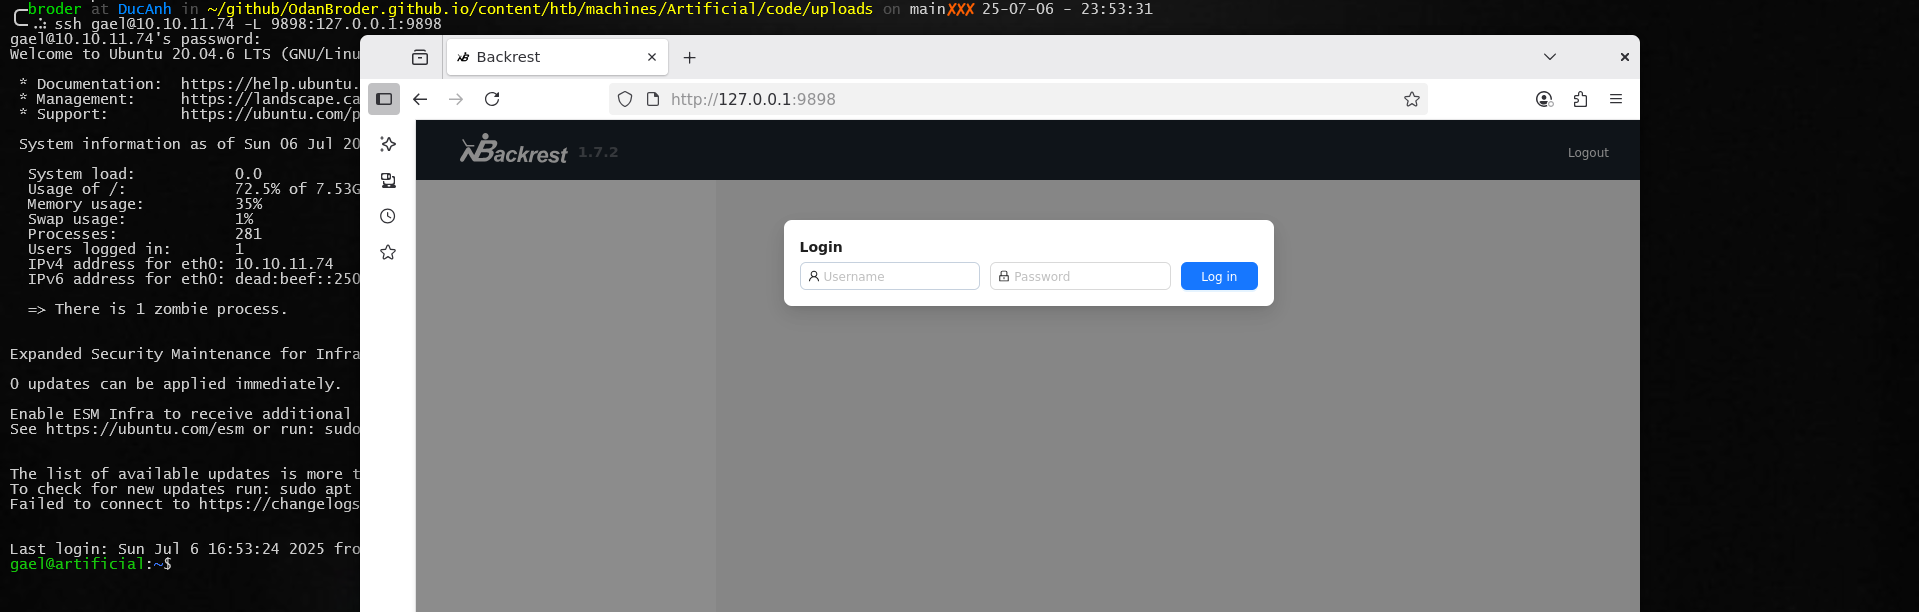 broder at DucAnh in ~/github/OdanBroder.github.io/content/htb/machines/Artificial/code/uploads on main✗✗✗ 25-07-06 - 23:53:31
ssh gael@10.10.11.74 -L 9898:127.0.0.1:9898
gael@10.10.11.74's password:
Welcome to Ubuntu 20.04.6 LTS (GNU/Linu
* Documentation: https://help.ubuntu.
* Management: https://landscape.ca
* Support: https://ubuntu.com/p
System information as of Sun 06 Jul 20
System load: 0.0
Usage of /: 72.5% of 7.53G
Memory usage: 35%
Swap usage: 1%
Processes: 281
Users logged in: 1
IPv4 address for eth0: 10.10.11.74
IPv6 address for eth0: dead:beef::250
=> There is 1 zombie process.
Expanded Security Maintenance for Infra
0 updates can be applied immediately.
Enable ESM Infra to receive additional
See https://ubuntu.com/esm or run: sudo
The list of available updates is more t
To check for new updates run: sudo apt
Failed to connect to https://changelogs
Last login: Sun Jul 6 16:53:24 2025 fro
gael@artificial:~$
Backrest
http://127.0.0.1:9898
Backrest 1.7.2
Logout
Login
Username
Password
Log in